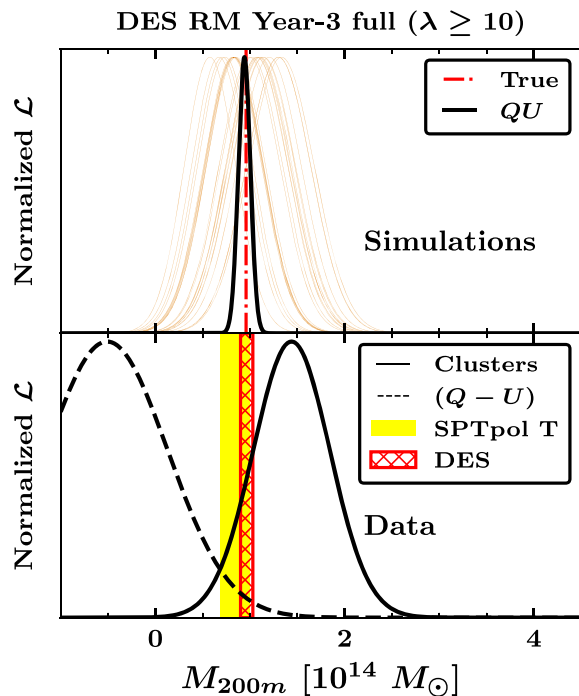 DES RM Year-3 full (λ ≥ 10)
Normalized ℒ
True
QU
Simulations
Normalized ℒ
Clusters
(Q − U)
SPTpol T
DES
Data
0 2 4
M200m [10^14 M⊙]